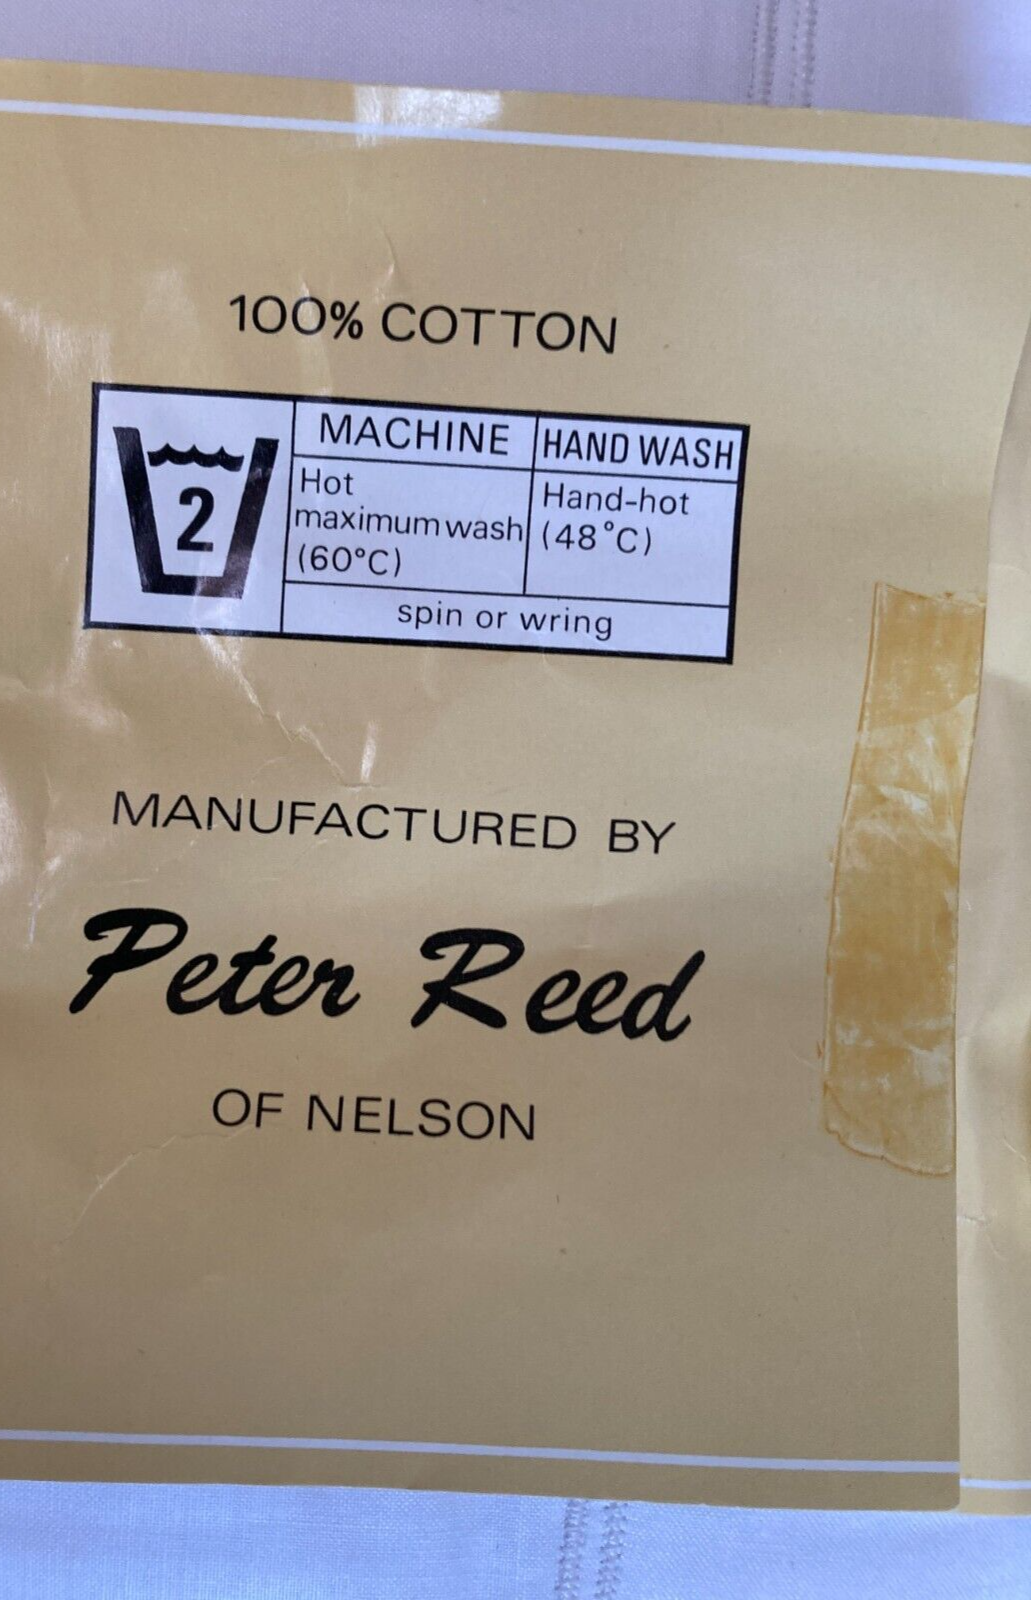 100% COTTON
2
MACHINE
Hot
maximum wash
(60°C)
HAND WASH
Hand-hot
(48°C)
spin or wring
MANUFACTURED BY
Peter Reed
OF NELSON